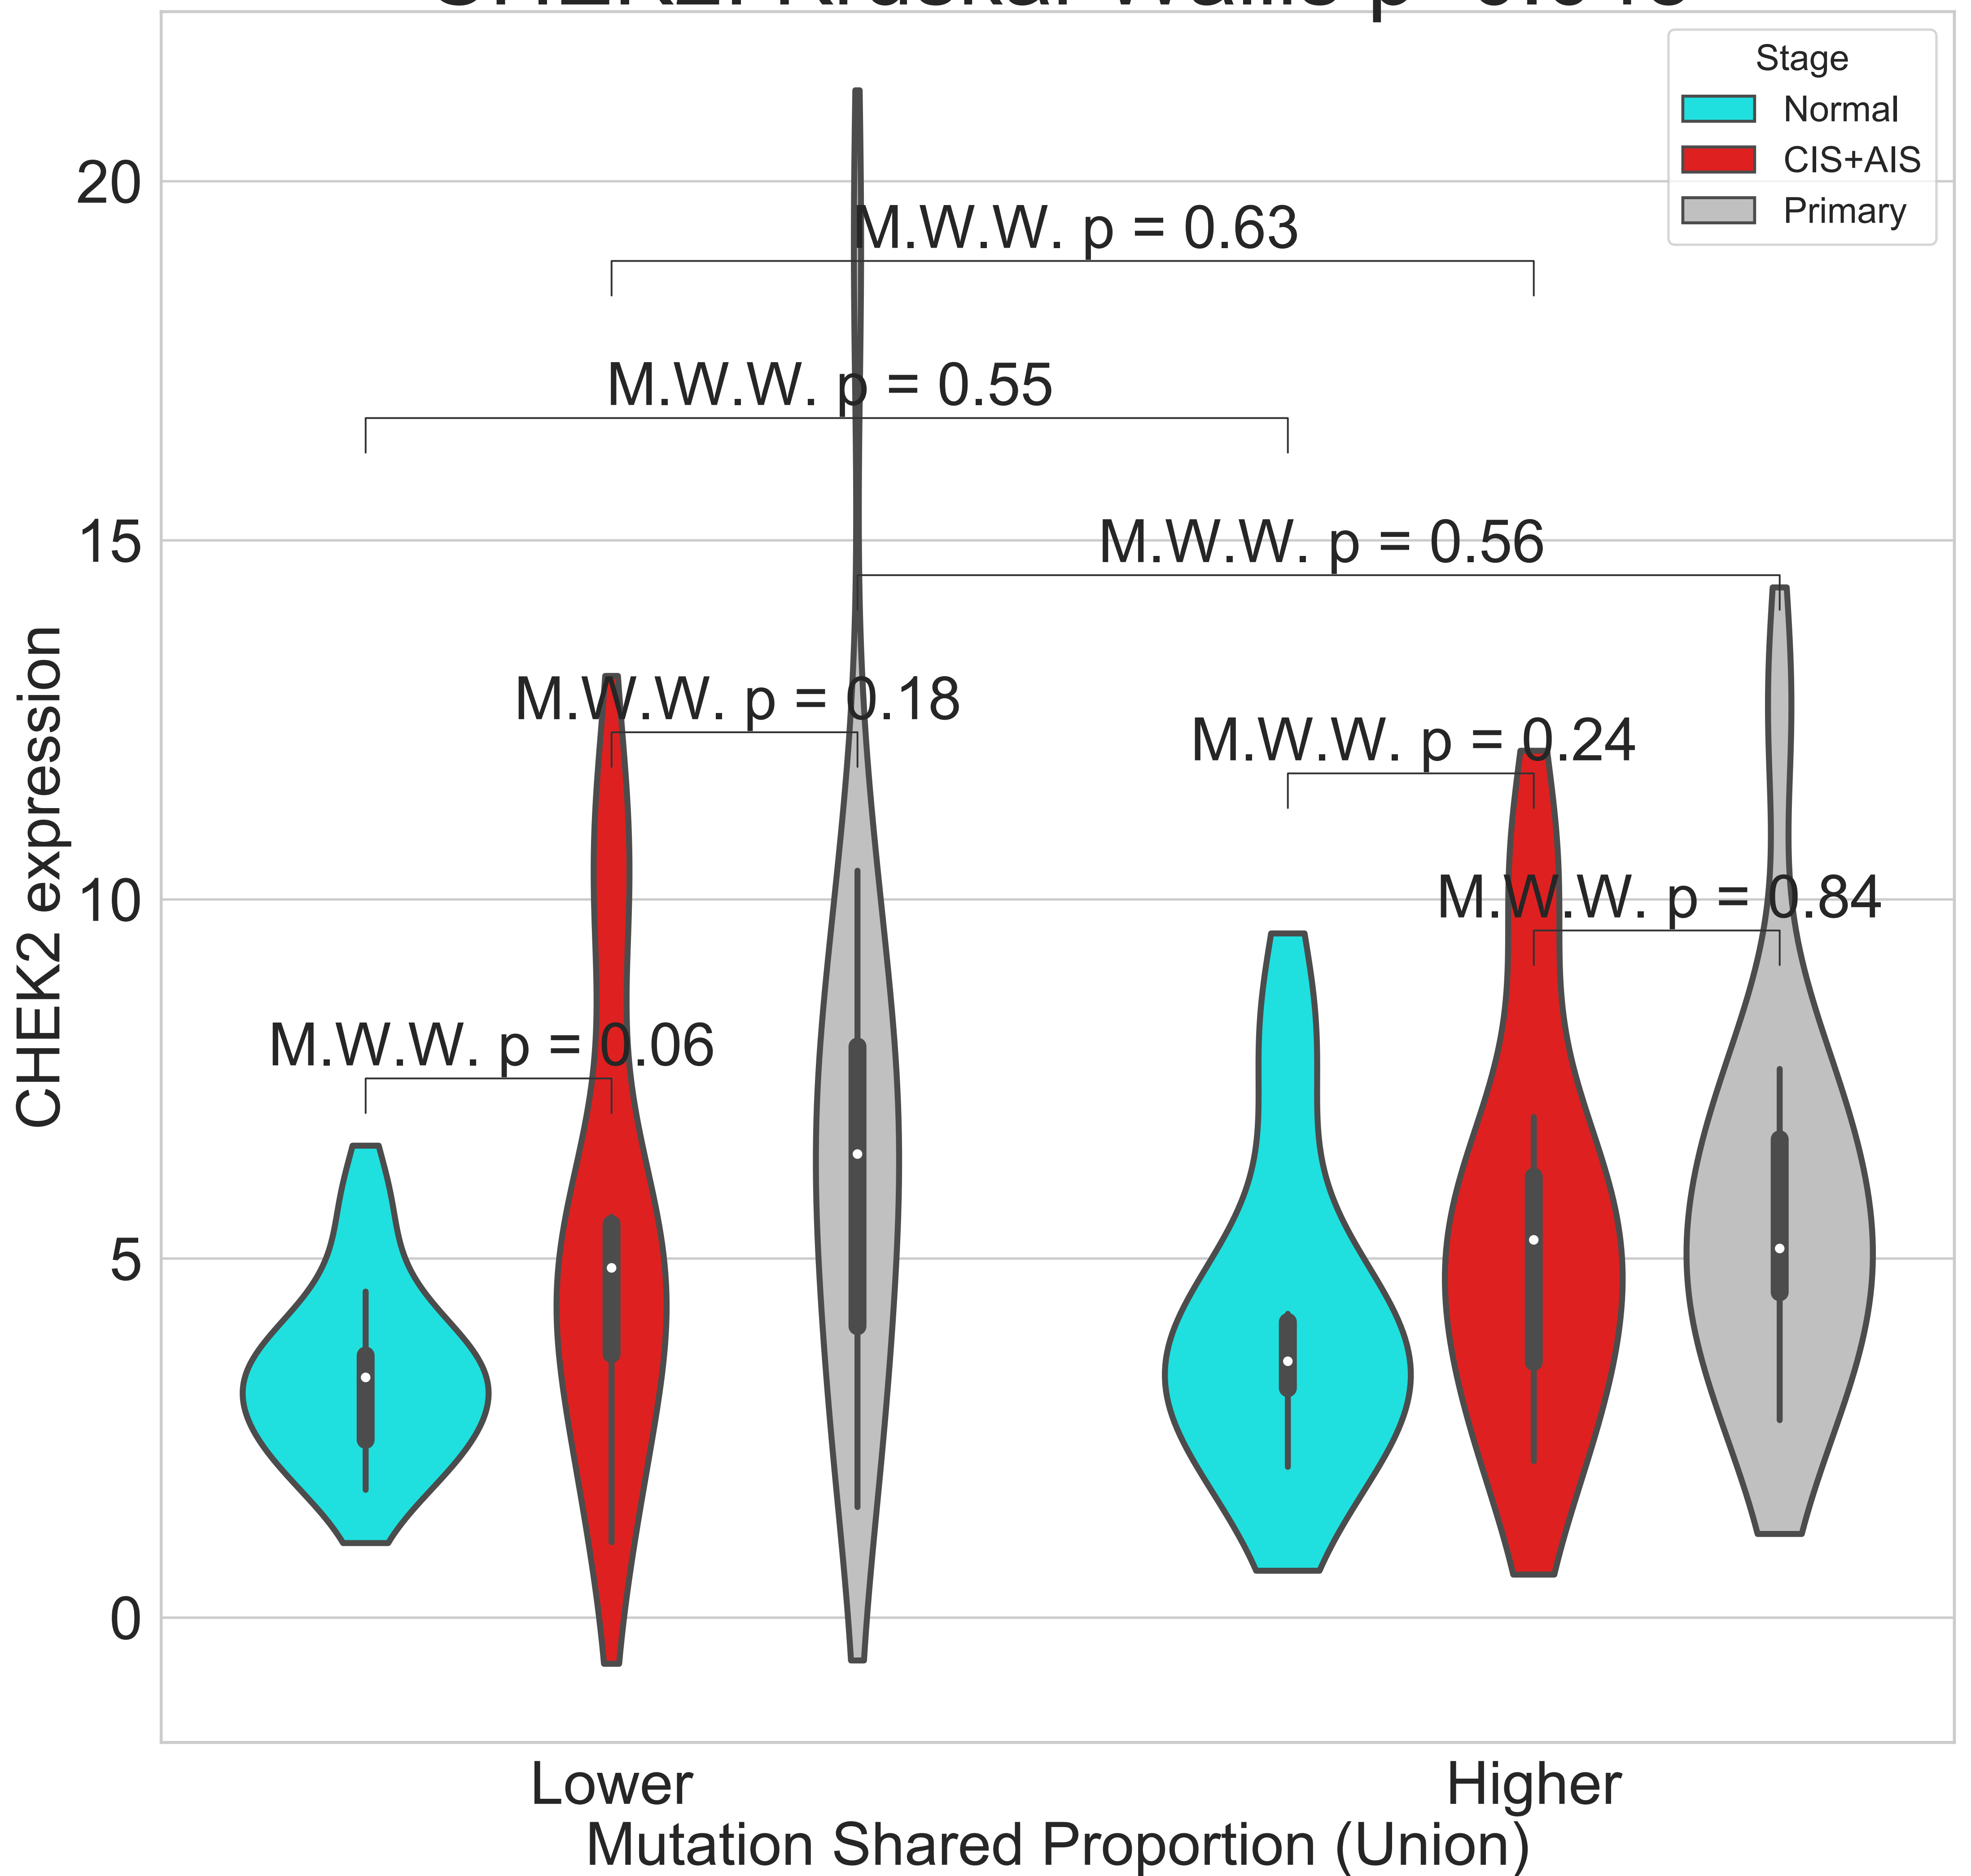 Stage
Normal
CIS+AIS
Primary
20
15
10
5
0
CHEK2 expression
M.W.W. p = 0.63
M.W.W. p = 0.55
M.W.W. p = 0.56
M.W.W. p = 0.18
M.W.W. p = 0.24
M.W.W. p = 0.84
M.W.W. p = 0.06
Lower
Higher
Mutation Shared Proportion (Union)